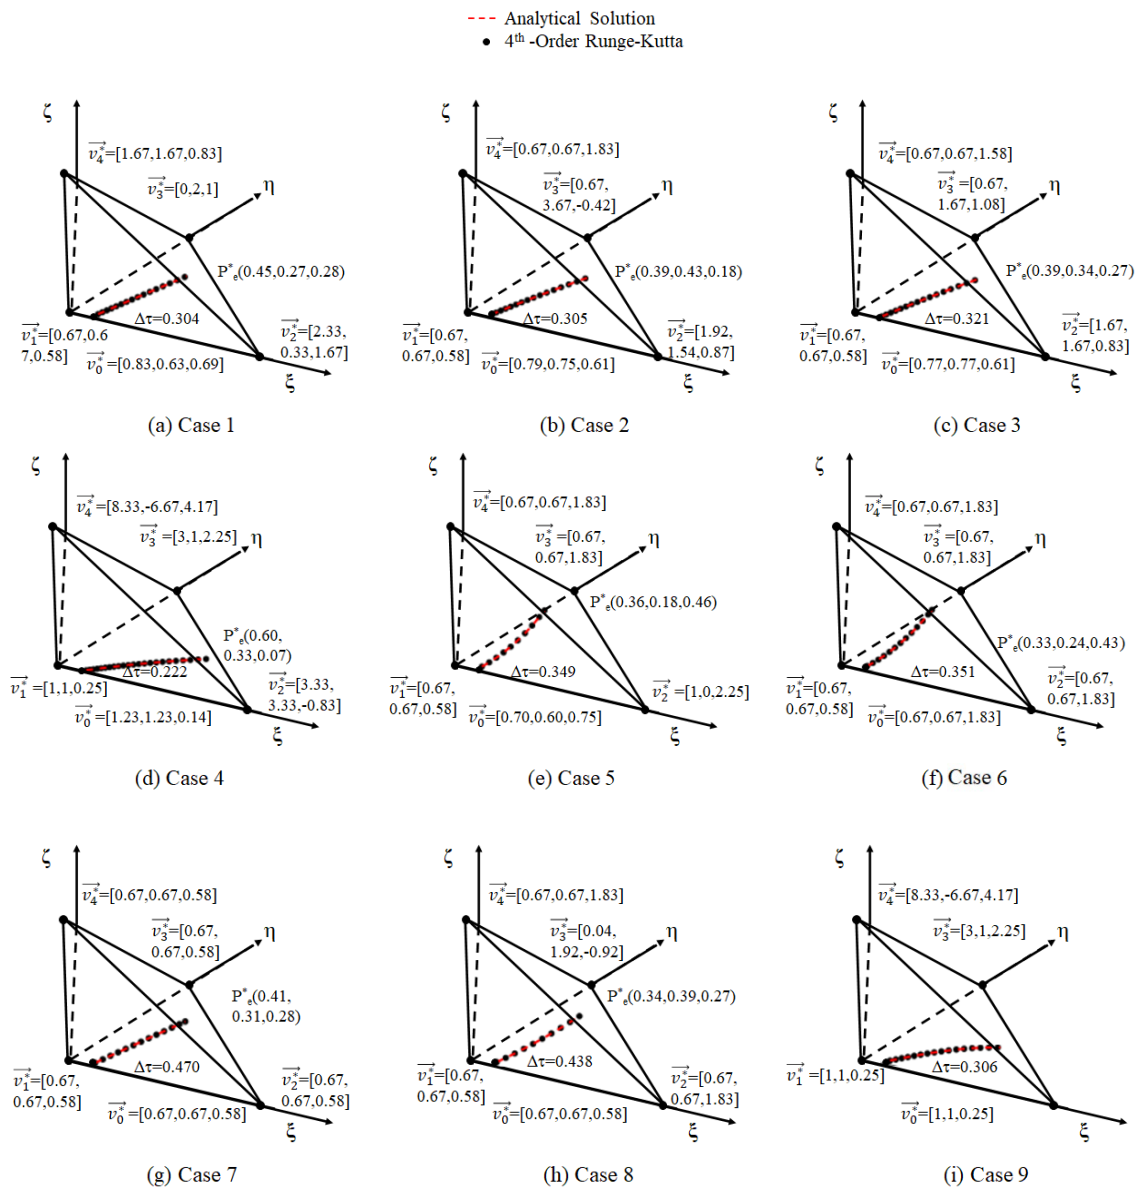 Analytical Solution
4th -Order Runge-Kutta
ζ
v4* =[1.67,1.67,0.83]
v3* =[0,2,1]
η
P*e(0.45,0.27,0.28)
Δτ=0.304
v1* =[0.67,0.6
7,0.58]
v2* =[2.33,
0.33,1.67]
v0* =[0.83,0.63,0.69]
ξ
(a) Case 1
ζ
v4* =[0.67,0.67,1.83]
v3* =[0.67,
3.67,-0.42]
η
P*e(0.39,0.43,0.18)
Δτ=0.305
v1* =[0.67,
0.67,0.58]
v2* =[1.92,
1.54,0.87]
v0* =[0.79,0.75,0.61]
ξ
(b) Case 2
ζ
v4* =[0.67,0.67,1.58]
v3* =[0.67,
1.67,1.08]
η
P*e(0.39,0.34,0.27)
Δτ=0.321
v1* =[0.67,
0.67,0.58]
v2* =[1.67,
1.67,0.83]
v0* =[0.77,0.77,0.61]
ξ
(c) Case 3
ζ
v4* =[8.33,-6.67,4.17]
v3* =[3,1,2.25]
η
P*e(0.60,
0.33,0.07)
Δτ=0.222
v1* =[1,1,0.25]
v2* =[3.33,
3.33,-0.83]
v0* =[1.23,1.23,0.14]
ξ
(d) Case 4
ζ
v4* =[0.67,0.67,1.83]
v3* =[0.67,
0.67,1.83]
η
P*e(0.36,0.18,0.46)
Δτ=0.349
v1* =[0.67,
0.67,0.58]
v2* =[1,0,2.25]
v0* =[0.70,0.60,0.75]
ξ
(e) Case 5
ζ
v4* =[0.67,0.67,1.83]
v3* =[0.67,
0.67,1.83]
η
P*e(0.33,0.24,0.43)
Δτ=0.351
v1* =[0.67,
0.67,0.58]
v2* =[0.67,
0.67,1.83]
v0* =[0.67,0.67,1.83]
ξ
(f) Case 6
ζ
v4* =[0.67,0.67,0.58]
v3* =[0.67,
0.67,0.58]
η
P*e(0.41,
0.31,0.28)
Δτ=0.470
v1* =[0.67,
0.67,0.58]
v2* =[0.67,
0.67,0.58]
v0* =[0.67,0.67,0.58]
ξ
(g) Case 7
ζ
v4* =[0.67,0.67,1.83]
v3* =[0.04,
1.92,-0.92]
η
P*e(0.34,0.39,0.27)
Δτ=0.438
v1* =[0.67,
0.67,0.58]
v2* =[0.67,
0.67,1.83]
v0* =[0.67,0.67,0.58]
ξ
(h) Case 8
ζ
v4* =[8.33,-6.67,4.17]
v3* =[3,1,2.25]
η
Δτ=0.306
v1* =[1,1,0.25]
v0* =[1,1,0.25]
ξ
(i) Case 9